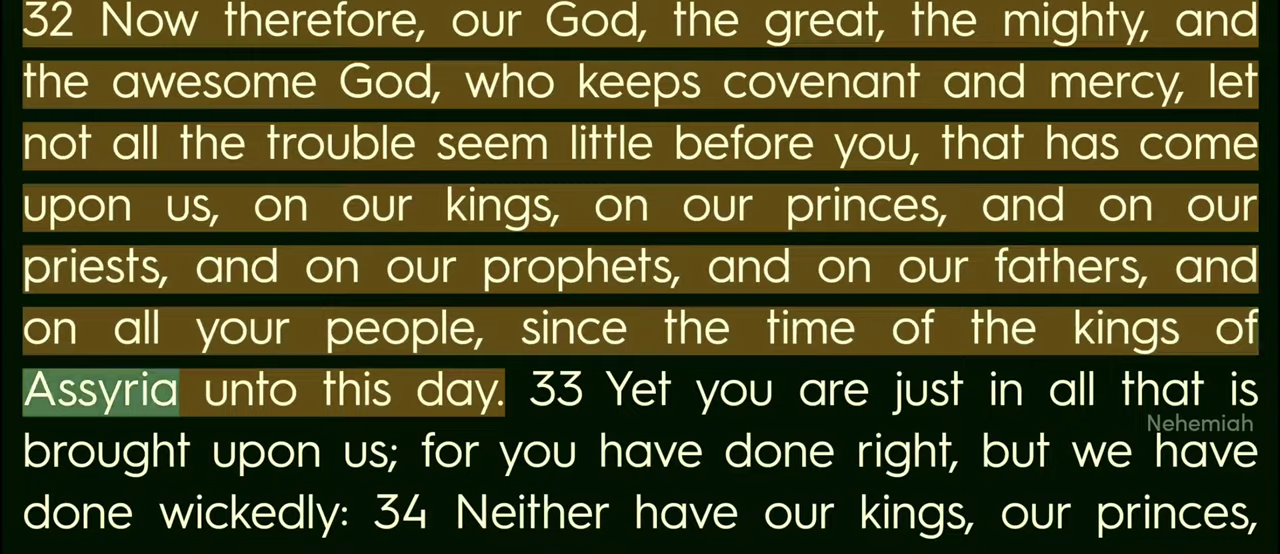 32 Now therefore, our God, the great, the mighty, and
the awesome God, who keeps covenant and mercy, let
not all the trouble seem little before you, that has come
upon us, on our kings, on our princes, and on our
priests, and on our prophets, and on our fathers, and
on all your people, since the time of the kings of
Assyria unto this day. 33 Yet you are just in all that is
Nehemiah
brought upon us; for you have done right, but we have
done wickedly: 34 Neither have our kings, our princes,